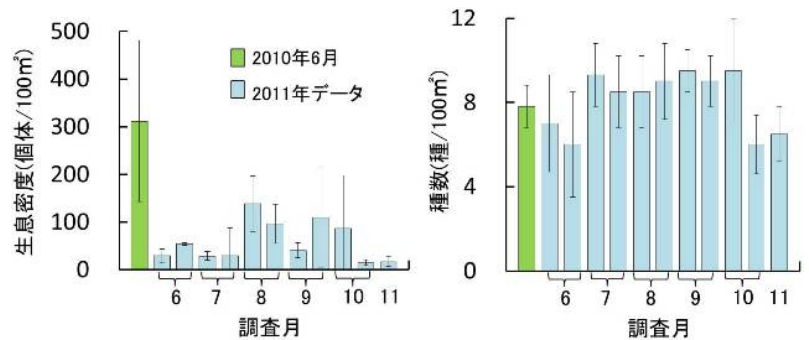 生息密度(個体/100㎡)
500
400
300
200
100
0
2010年6月
2011年データ
6 7 8 9 10 11
調査月
種数(種/100㎡)
12
8
4
0
6 7 8 9 10 11
調査月